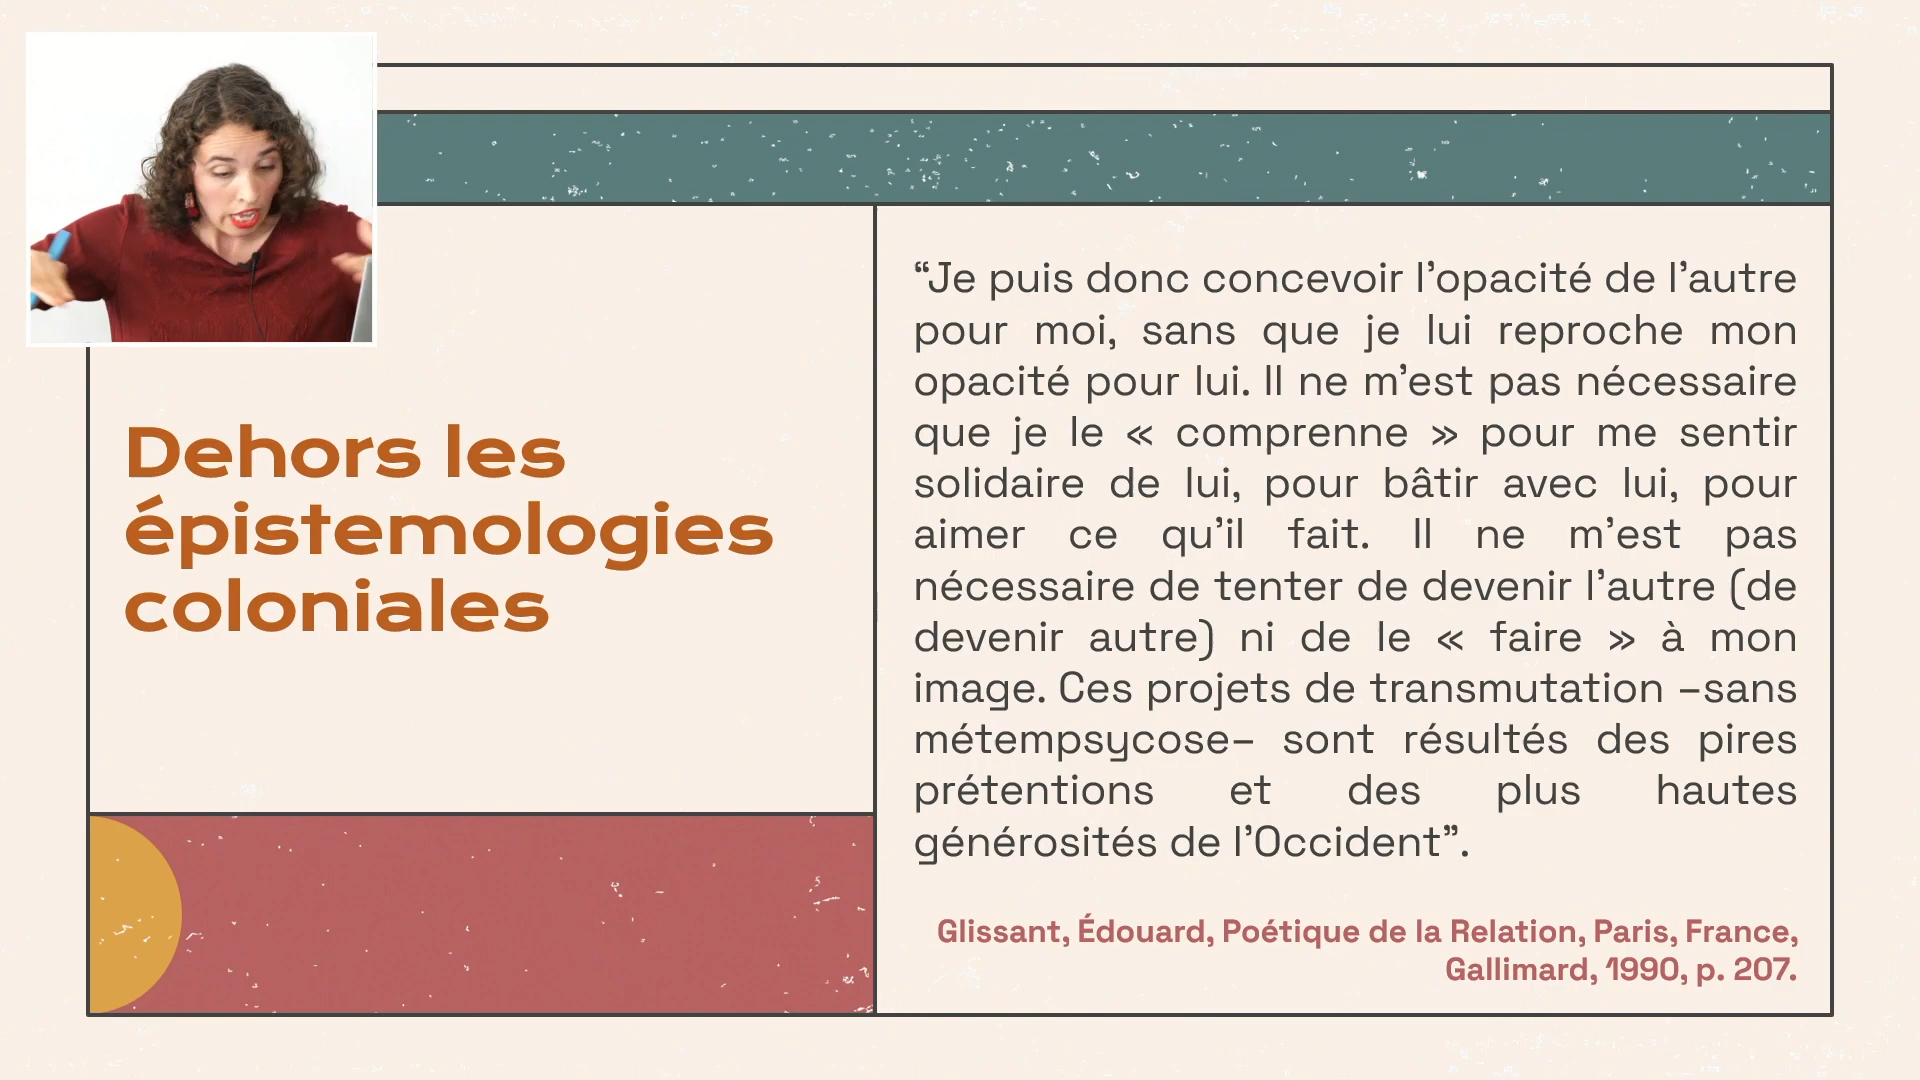 Dehors les
épistemologies
coloniales
“Je puis donc concevoir l’opacité de l’autre
pour moi, sans que je lui reproche mon
opacité pour lui. Il ne m’est pas nécessaire
que je le « comprenne » pour me sentir
solidaire de lui, pour bâtir avec lui, pour
aimer ce qu’il fait. Il ne m’est pas
nécessaire de tenter de devenir l’autre (de
devenir autre) ni de le « faire » à mon
image. Ces projets de transmutation –sans
métempsycose– sont résultés des pires
prétentions et des plus hautes
générosités de l’Occident”.
Glissant, Édouard, Poétique de la Relation, Paris, France,
Gallimard, 1990, p. 207.